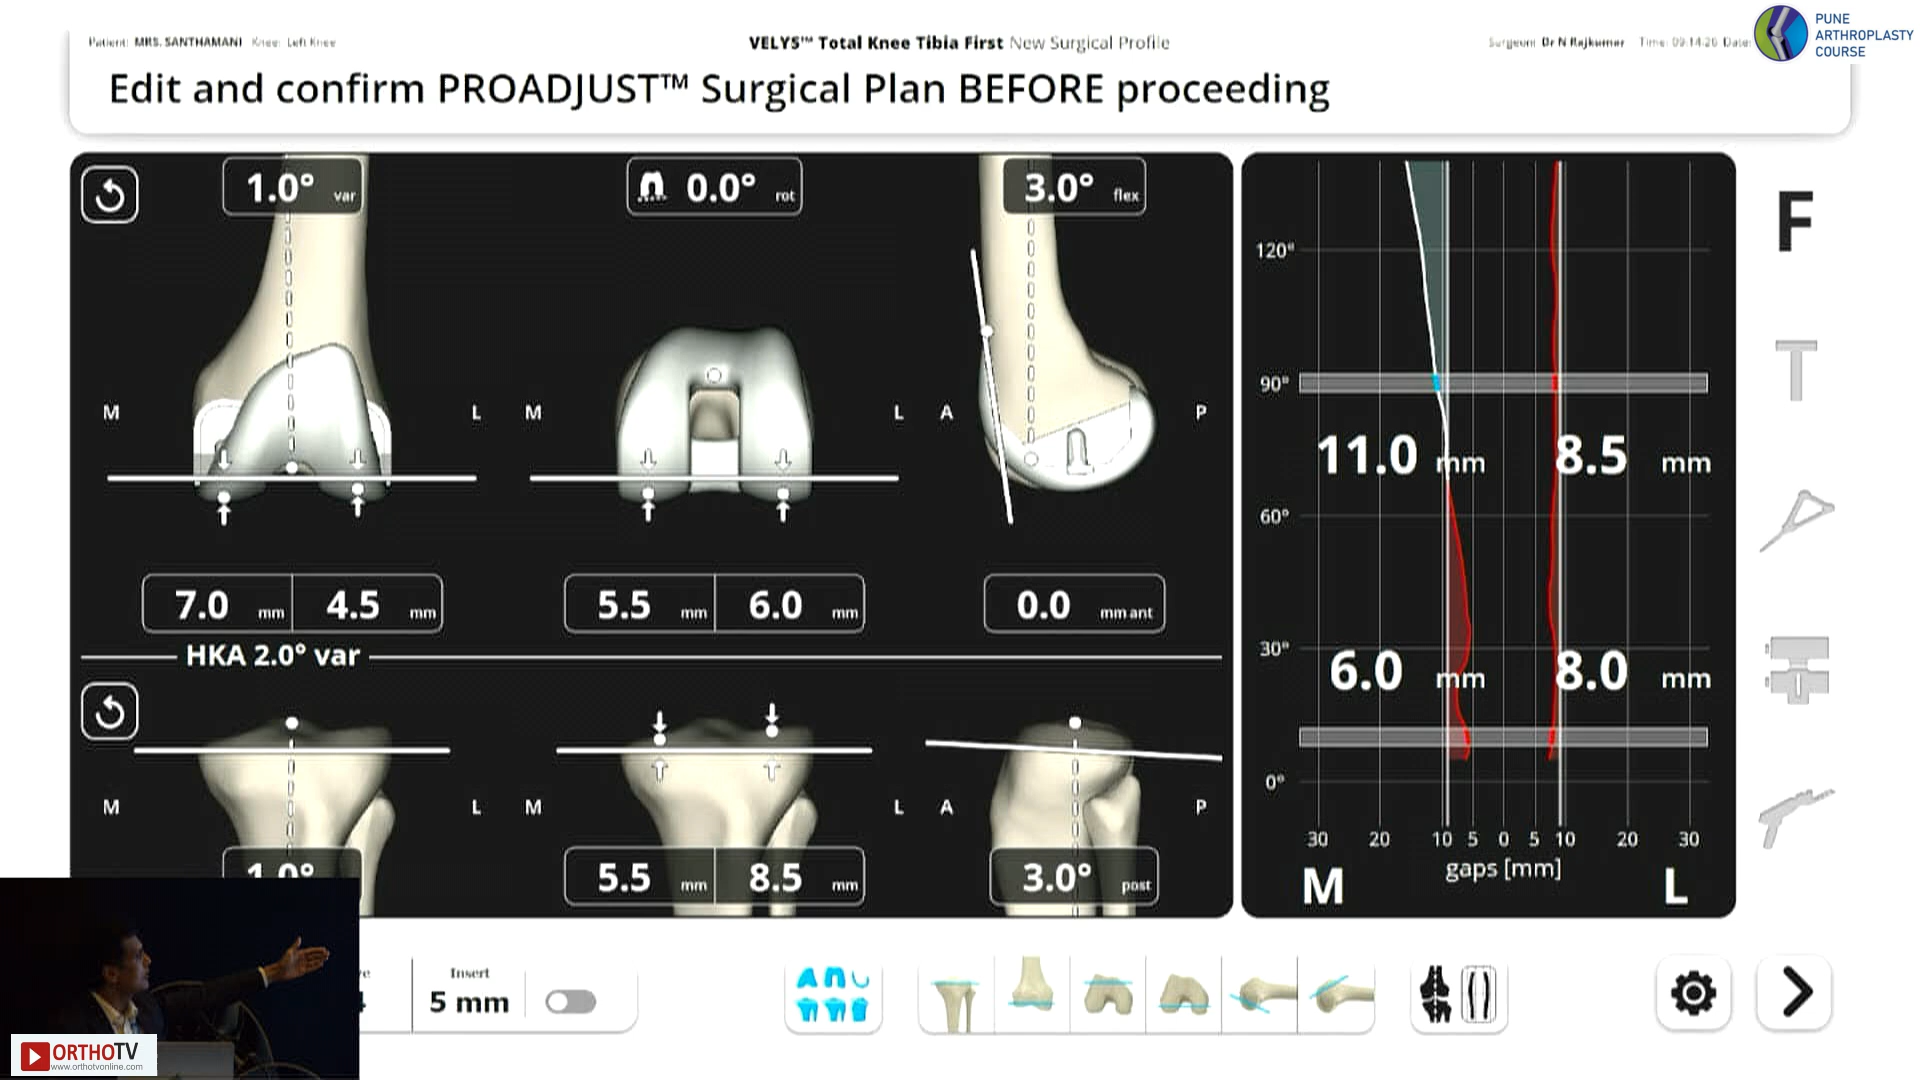 Patient: MRS. SANTHAMANI Knee: Left Knee
VELYS™ Total Knee Tibia First New Surgical Profile
Surgeon: Dr N Rajkumar Time: 09:14:20 Date:
PUNE
ARTHROPLASTY
COURSE
Edit and confirm PROADJUST™ Surgical Plan BEFORE proceeding
1.0° var
0.0° rot
3.0° flex
M L M L A P
7.0 mm 4.5 mm
5.5 mm 6.0 mm
0.0 mm ant
HKA 2.0° var
M L M L A P
1.0°
5.5 mm 8.5 mm
3.0° post
120°
90°
11.0 mm 8.5 mm
60°
30°
6.0 mm 8.0 mm
0°
30 20 10 5 0 5 10 20 30
gaps [mm]
M L
F
T
Insert
5 mm
ORTHOTV
www.orthotvonline.com